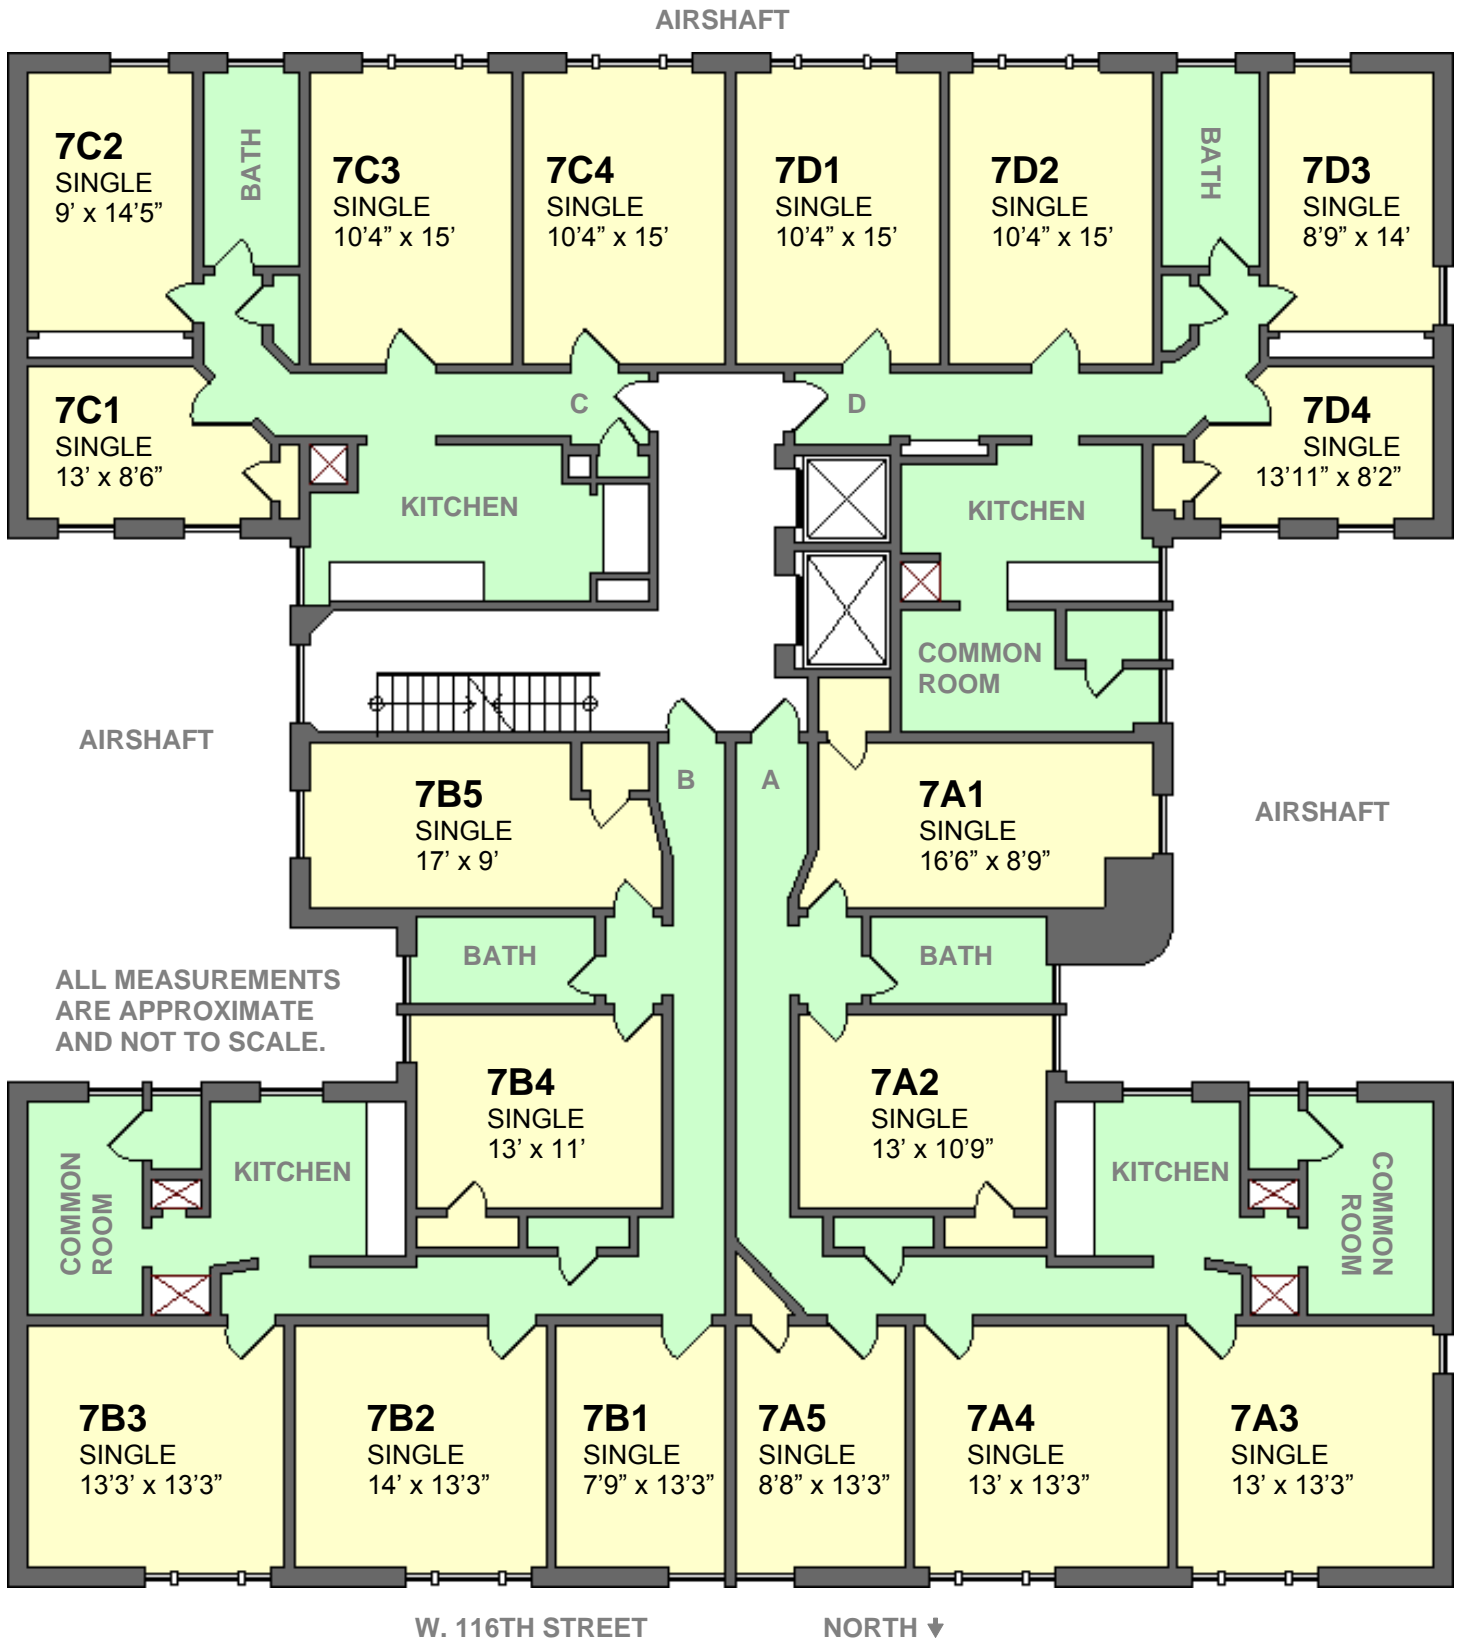 AIRSHAFT
7C2
SINGLE
9’ x 14’5”
BATH
7C3
SINGLE
10’4” x 15’
7C4
SINGLE
10’4” x 15’
7D1
SINGLE
10’4” x 15’
7D2
SINGLE
10’4” x 15’
BATH
7D3
SINGLE
8’9” x 14’
7C1
SINGLE
13’ x 8’6”
C
D
7D4
SINGLE
13’11” x 8’2”
KITCHEN
KITCHEN
COMMON
ROOM
AIRSHAFT
B
A
7B5
SINGLE
17’ x 9’
7A1
SINGLE
16’6” x 8’9”
AIRSHAFT
BATH
BATH
ALL MEASUREMENTS
ARE APPROXIMATE
AND NOT TO SCALE.
7B4
SINGLE
13’ x 11’
7A2
SINGLE
13’ x 10’9”
COMMON
ROOM
KITCHEN
KITCHEN
COMMON
ROOM
7B3
SINGLE
13’3’ x 13’3”
7B2
SINGLE
14’ x 13’3”
7B1
SINGLE
7’9” x 13’3”
7A5
SINGLE
8’8” x 13’3”
7A4
SINGLE
13’ x 13’3”
7A3
SINGLE
13’ x 13’3”
W. 116TH STREET
NORTH